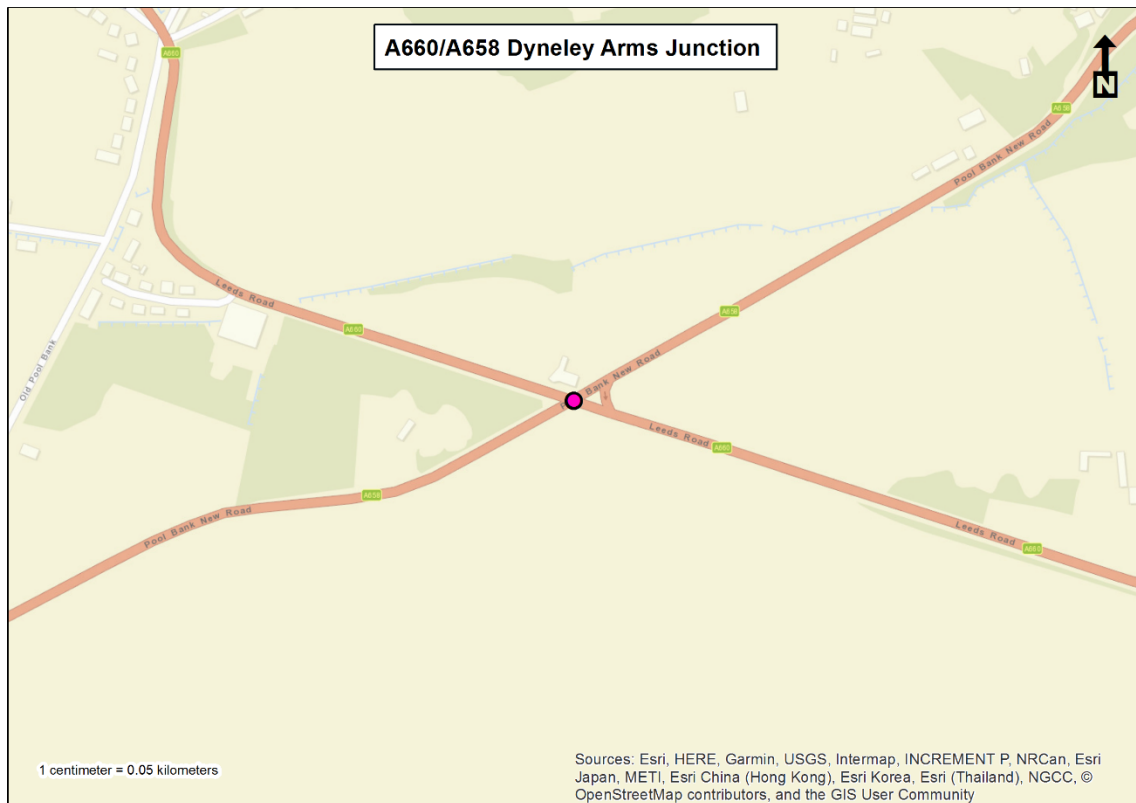 A660/A658 Dyneley Arms Junction
N
A660
A658
Pool Bank New Road
Leeds Road
A660
A658
Old Pool Bank
Bank New Road
Leeds Road
A660
A658
Pool Bank New Road
Leeds Road
A660
1 centimeter = 0.05 kilometers
Sources: Esri, HERE, Garmin, USGS, Intermap, INCREMENT P, NRCan, Esri
Japan, METI, Esri China (Hong Kong), Esri Korea, Esri (Thailand), NGCC, ©
OpenStreetMap contributors, and the GIS User Community